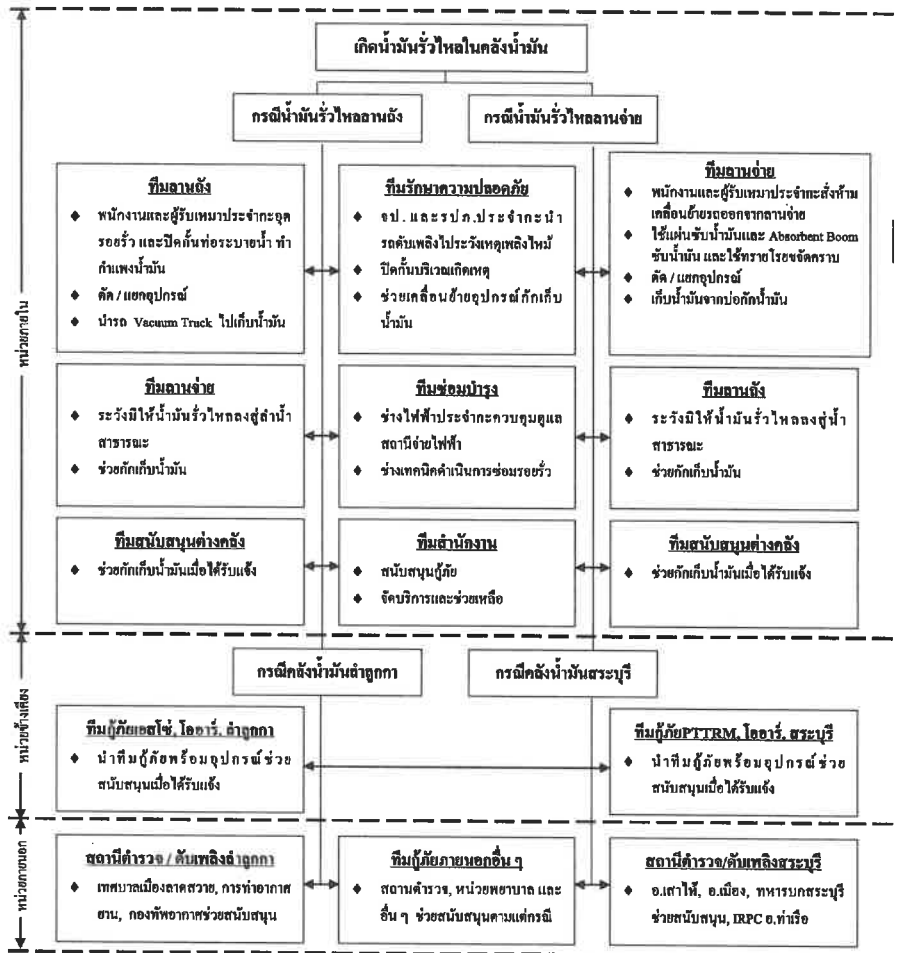 เกิดน้ำมันรั่วไหลในคลังน้ำมัน
กรณีน้ำมันรั่วไหลลานถัง
กรณีน้ำมันรั่วไหลลานจ่าย
หน่วยภายใน
ทีมลานถัง
♦ พนักงานและผู้รับเหมาประจำกะอุด
รอยรั่ว และปิดกั้นท่อระบายน้ำ ทำ
กำแพงน้ำมัน
♦ ตัด / แยกอุปกรณ์
♦ นำรถ Vacuum Truck ไปเก็บน้ำมัน
ทีมรักษาความปลอดภัย
♦ จป. และรปภ.ประจำกะนำ
รถดับเพลิงไประวังเหตุเพลิงไหม้
♦ ปิดกั้นบริเวณเกิดเหตุ
♦ ช่วยเคลื่อนย้ายอุปกรณ์กักเก็บ
น้ำมัน
ทีมลานจ่าย
♦ พนักงานและผู้รับเหมาประจำกะสั่งห้าม
เคลื่อนย้ายรถออกจากลานจ่าย
♦ ใช้แผ่นซับน้ำมันและ Absorbent Boom
ซับน้ำมัน และใช้ทรายโรยขจัดคราบ
♦ ตัด / แยกอุปกรณ์
♦ เก็บน้ำมันจากบ่อกักน้ำมัน
ทีมลานจ่าย
♦ ระวังมิให้น้ำมันรั่วไหลลงสู่ลำน้ำ
สาธารณะ
♦ ช่วยกักเก็บน้ำมัน
ทีมซ่อมบำรุง
♦ ช่างไฟฟ้าประจำกะควบคุมดูแล
สถานีจ่ายไฟฟ้า
♦ ช่างเทคนิคดำเนินการซ่อมรอยรั่ว
ทีมลานถัง
♦ ระวังมิให้น้ำมันรั่วไหลลงสู่น้ำ
สาธารณะ
♦ ช่วยกักเก็บน้ำมัน
ทีมสนับสนุนต่างคลัง
♦ ช่วยกักเก็บน้ำมันเมื่อได้รับแจ้ง
ทีมสำนักงาน
♦ สนับสนุนกู้ภัย
♦ จัดบริการและช่วยเหลือ
ทีมสนับสนุนต่างคลัง
♦ ช่วยกักเก็บน้ำมันเมื่อได้รับแจ้ง
หน่วยข้างเคียง
กรณีคลังน้ำมันลำลูกกา
กรณีคลังน้ำมันสระบุรี
ทีมกู้ภัยเอสโซ่, โออาร์, ลำลูกกา
♦ นำทีมกู้ภัยพร้อมอุปกรณ์ช่วย
สนับสนุนเมื่อได้รับแจ้ง
ทีมกู้ภัยPTTRM, โออาร์, สระบุรี
♦ นำทีมกู้ภัยพร้อมอุปกรณ์ช่วย
สนับสนุนเมื่อได้รับแจ้ง
หน่วยภายนอก
สถานีตำรวจ / ดับเพลิงลำลูกกา
♦ เทศบาลเมืองลาดสวาย, การท่าอากาศ
ยาน, กองทัพอากาศช่วยสนับสนุน
ทีมกู้ภัยภายนอกอื่น ๆ
♦ สถานตำรวจ, หน่วยพยาบาล และ
อื่น ๆ ช่วยสนับสนุนตามแต่กรณี
สถานีตำรวจ/ดับเพลิงสระบุรี
♦ อ.เสาไห้, อ.เมือง, ทหารบกสระบุรี
ช่วยสนับสนุน, IRPC อ.ท่าเรือ